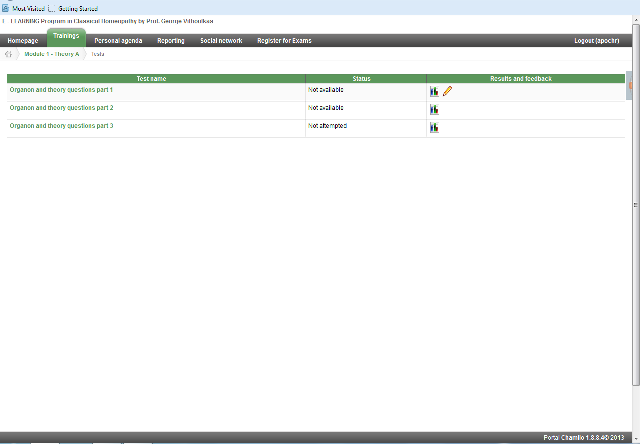 Most Visited Getting Started
E - LEARNING Program in Classical Homeopathy by Prof. George Vithoulkas
Homepage Trainings Personal agenda Reporting Social network Register for Exams Logout (apochr)
Module 1 - Theory A Tests
Test name Status Results and feedback
Organon and theory questions part 1 Not available
Organon and theory questions part 2 Not available
Organon and theory questions part 3 Not attempted
Portal Chamilo 1.8.8.4 © 2013